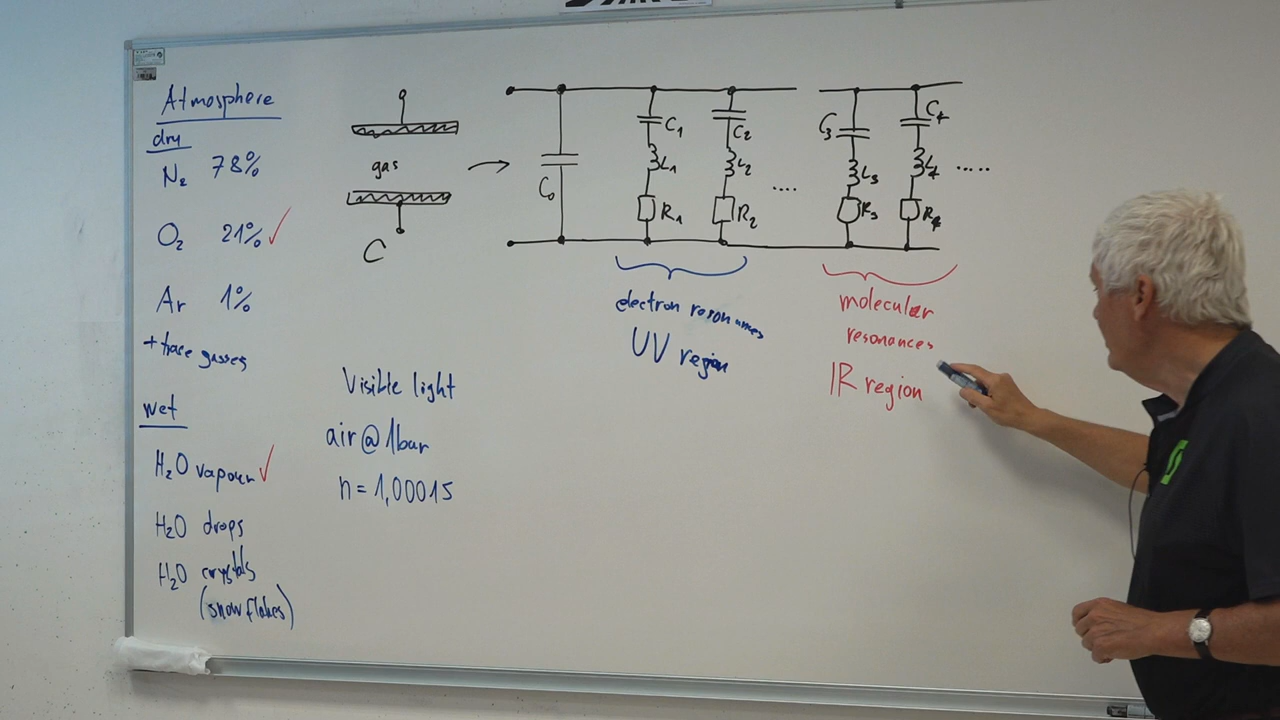 Atmosphere
dry
N₂ 78%
O₂ 21% ✓
Ar 1%
+ trace gasses
wet
H₂O vapour ✓
H₂O drops
H₂O crystals
(snowflakes)
gas
C
C₀
C₁
L₁
R₁
C₂
L₂
R₂
....
C₃
L₃
R₃
C₄
L₄
R₄
.....
electron resonances
UV region
molecular
resonances
IR region
Visible light
air@1bar
n=1,00015